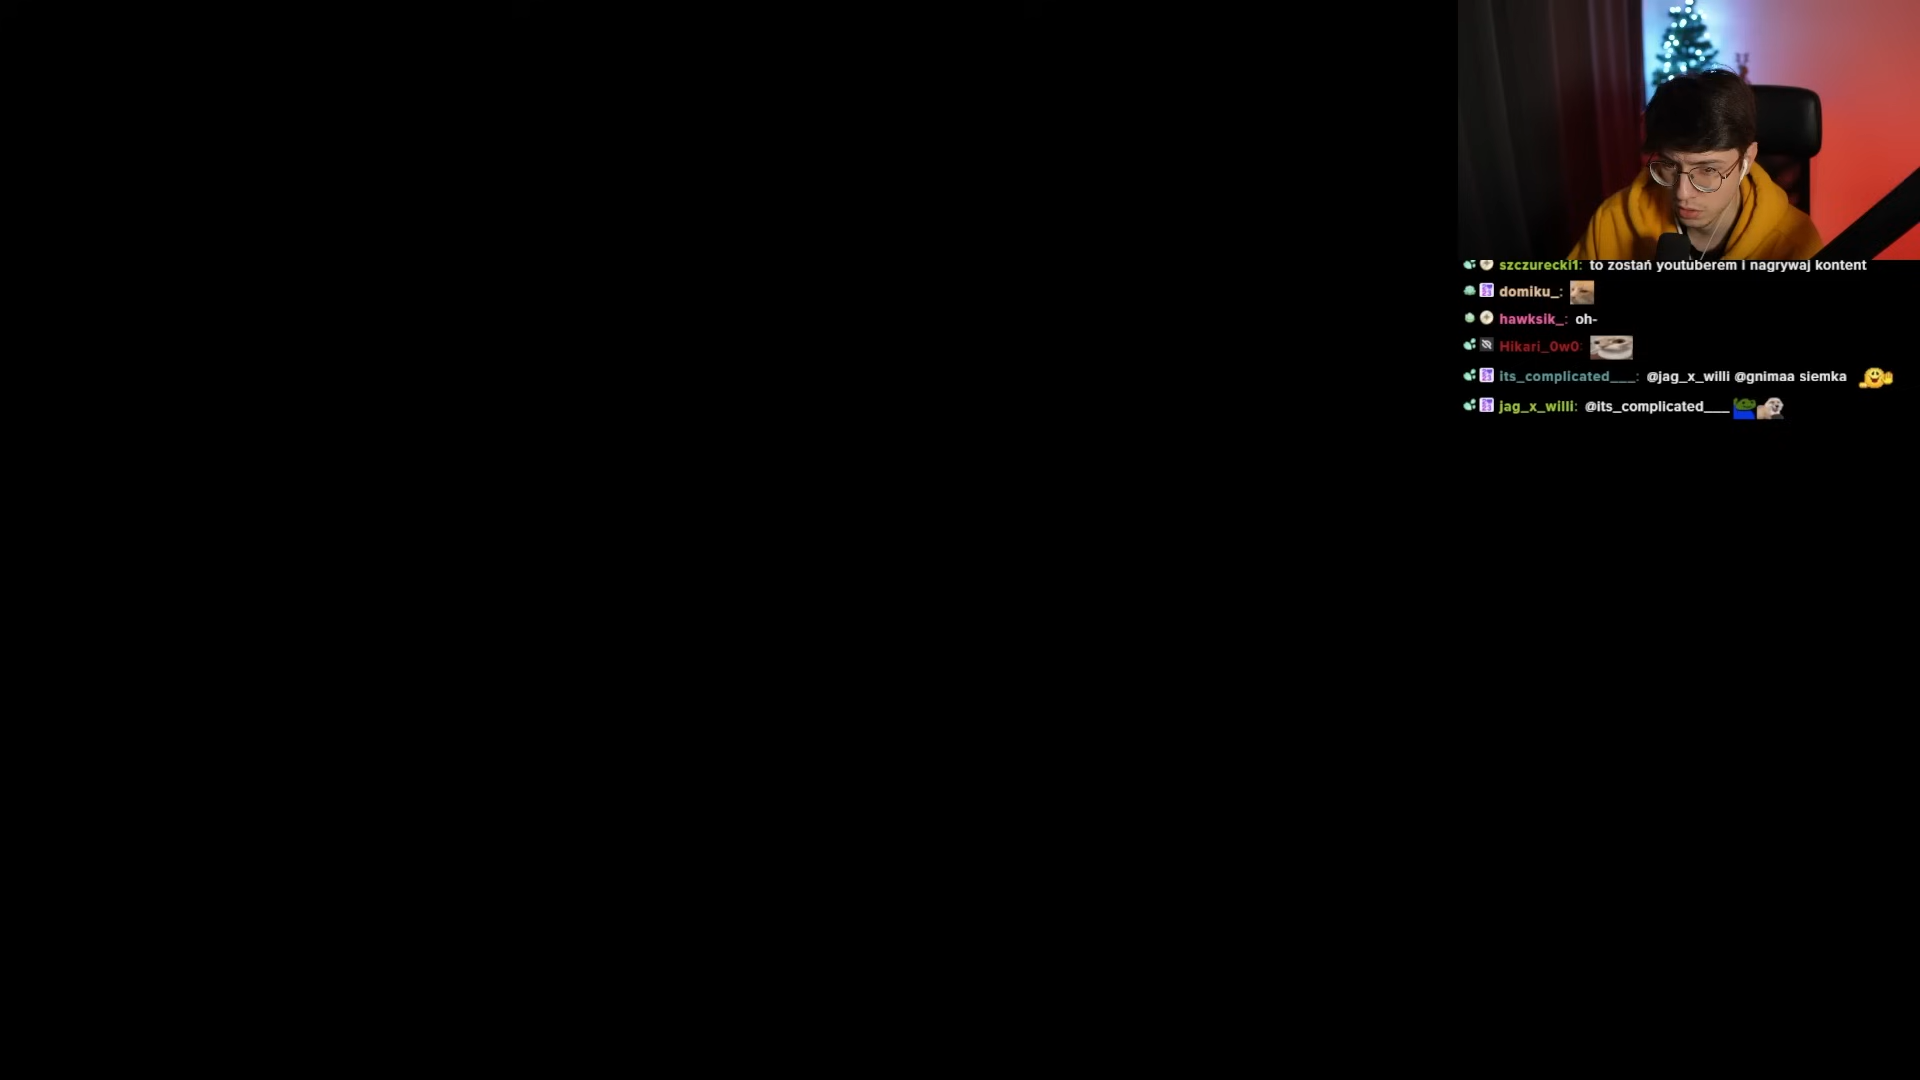 szczurecki1: to zostań youtuberem i nagrywaj kontent
domiku_:
hawksik_: oh-
Hikari_0w0:
its_complicated___: @jag_x_willi @gnimaa siemka
jag_x_willi: @its_complicated___